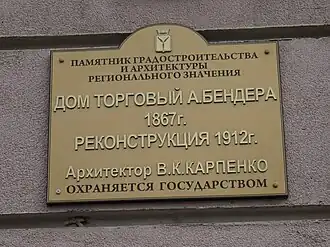 ПАМЯТНИК ГРАДОСТРОИТЕЛЬСТВА
И АРХИТЕКТУРЫ
РЕГИОНАЛЬНОГО ЗНАЧЕНИЯ
ДОМ ТОРГОВЫЙ А.БЕНДЕРА
1867г.
РЕКОНСТРУКЦИЯ 1912г.
Архитектор В.К.КАРПЕНКО
ОХРАНЯЕТСЯ ГОСУДАРСТВОМ